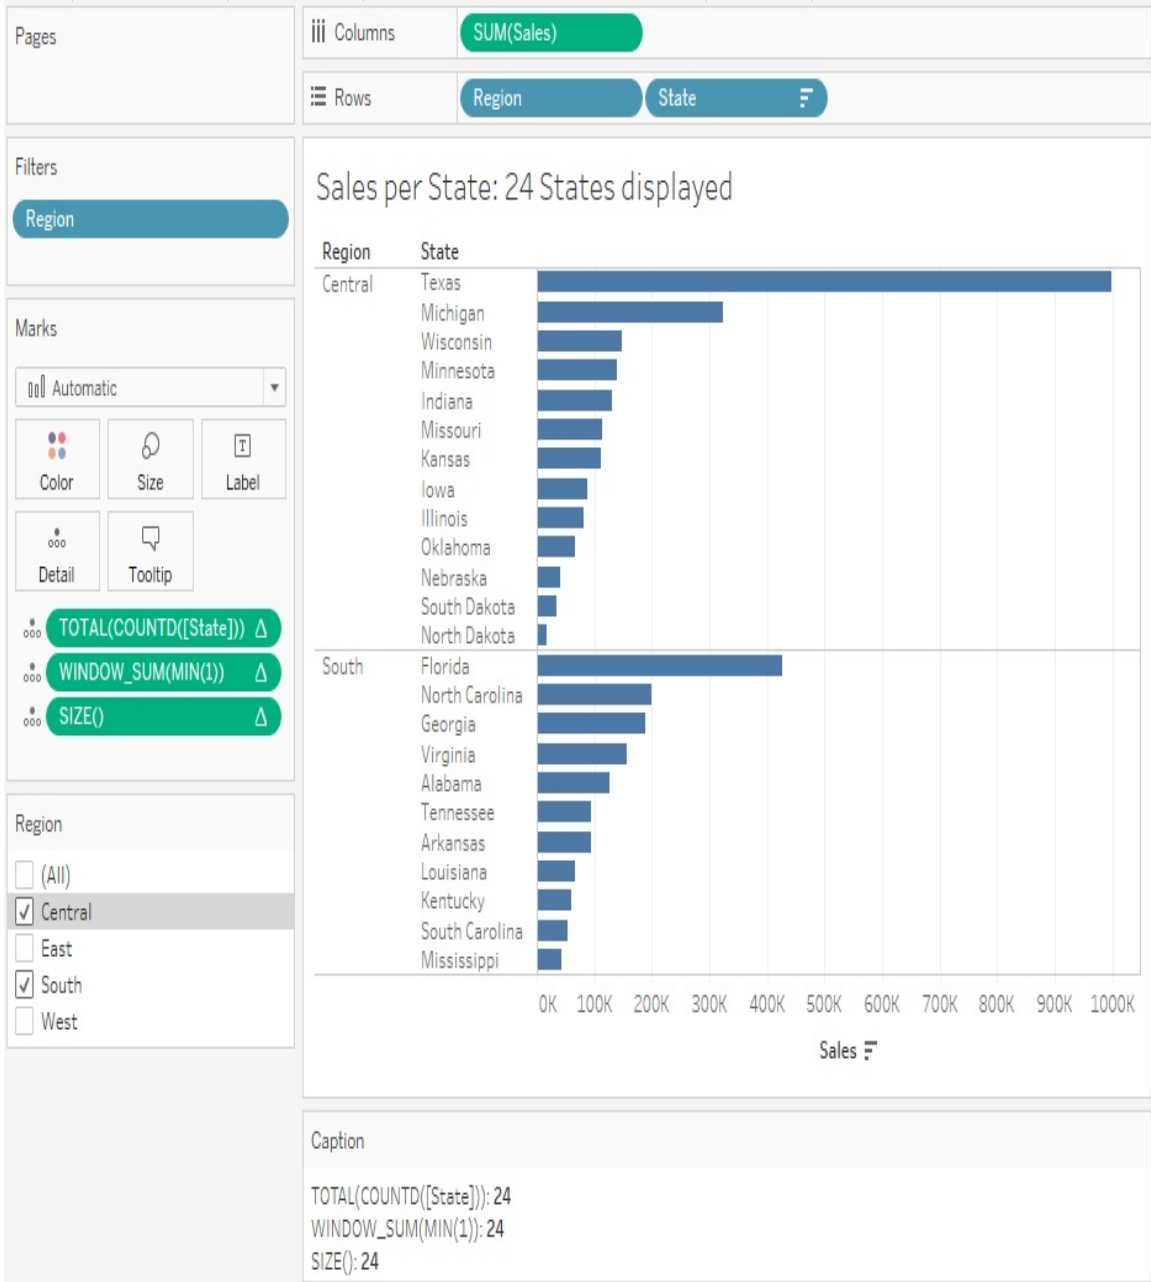 Pages
Columns SUM(Sales)
Rows Region State
Filters
Region
Marks
Automatic
Color Size Label
Detail Tooltip
TOTAL(COUNTD([State])) Δ
WINDOW_SUM(MIN(1)) Δ
SIZE() Δ
Region
(All)
Central
East
South
West
Sales per State: 24 States displayed
Region State
Central Texas
Michigan
Wisconsin
Minnesota
Indiana
Missouri
Kansas
Iowa
Illinois
Oklahoma
Nebraska
South Dakota
North Dakota
South Florida
North Carolina
Georgia
Virginia
Alabama
Tennessee
Arkansas
Louisiana
Kentucky
South Carolina
Mississippi
0K 100K 200K 300K 400K 500K 600K 700K 800K 900K 1000K
Sales
Caption
TOTAL(COUNTD([State])): 24
WINDOW_SUM(MIN(1)): 24
SIZE(): 24